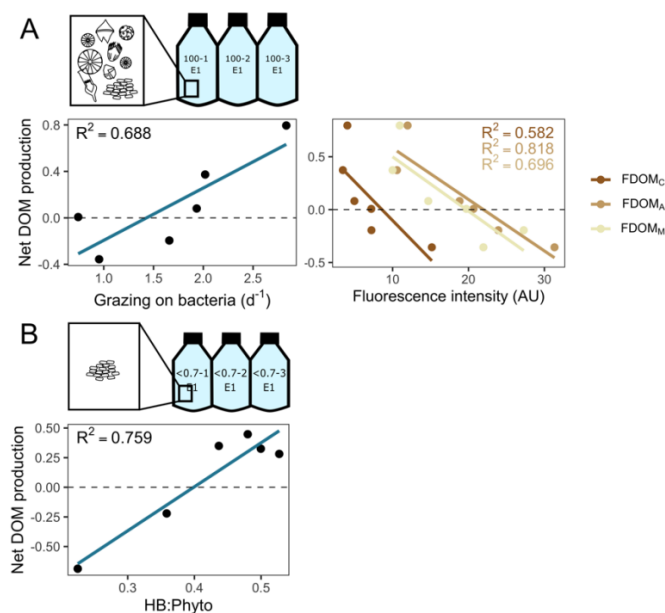 A
100-1 100-2 100-3
E1 E1 E1
R² = 0.688
Net DOM production
0.8
0.4
0.0
-0.4
1.0 1.5 2.0 2.5
Grazing on bacteria (d⁻¹)
R² = 0.582
R² = 0.818
R² = 0.696
0.5
0.0
-0.5
0 10 20 30
Fluorescence intensity (AU)
FDOM_C
FDOM_A
FDOM_M
B
<0.7-1 <0.7-2 <0.7-3
E1 E1 E1
R² = 0.759
Net DOM production
0.50
0.25
0.00
-0.25
-0.50
0.3 0.4 0.5
HB:Phyto